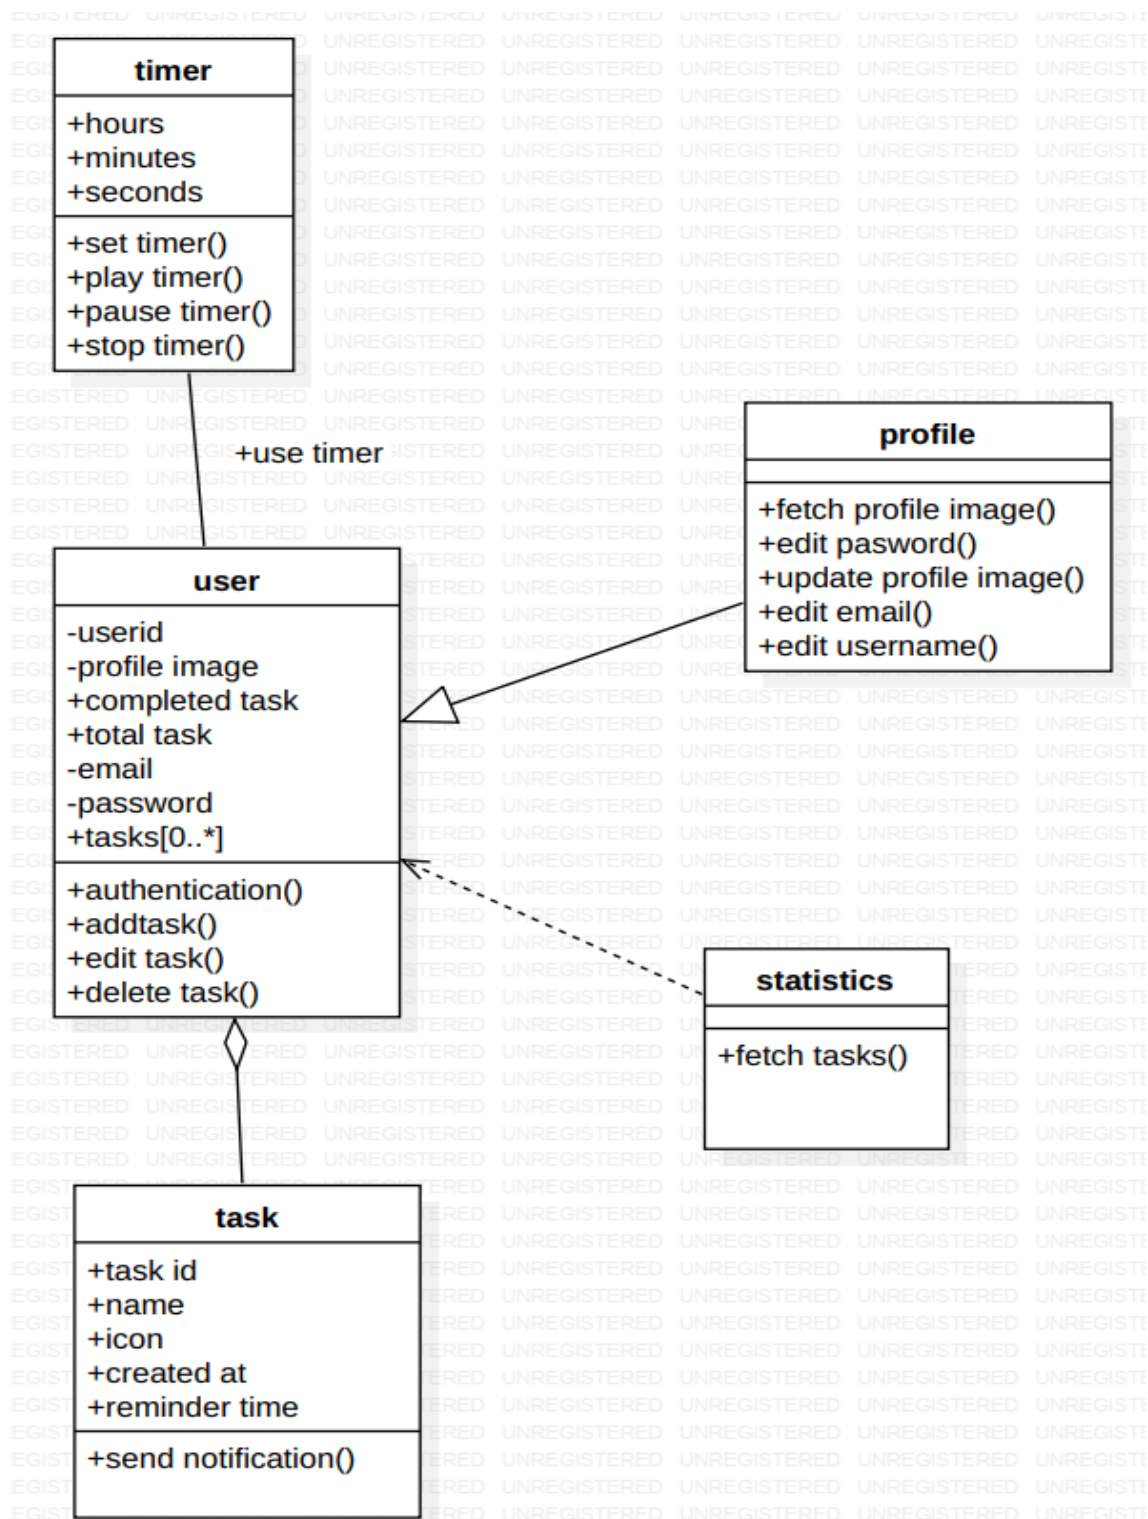 timer
+hours
+minutes
+seconds
+set timer()
+play timer()
+pause timer()
+stop timer()
+use timer
profile
+fetch profile image()
+edit pasword()
+update profile image()
+edit email()
+edit username()
user
-userid
-profile image
+completed task
+total task
-email
-password
+tasks[0..*]
+authentication()
+addtask()
+edit task()
+delete task()
statistics
+fetch tasks()
task
+task id
+name
+icon
+created at
+reminder time
+send notification()
UNREGISTERED